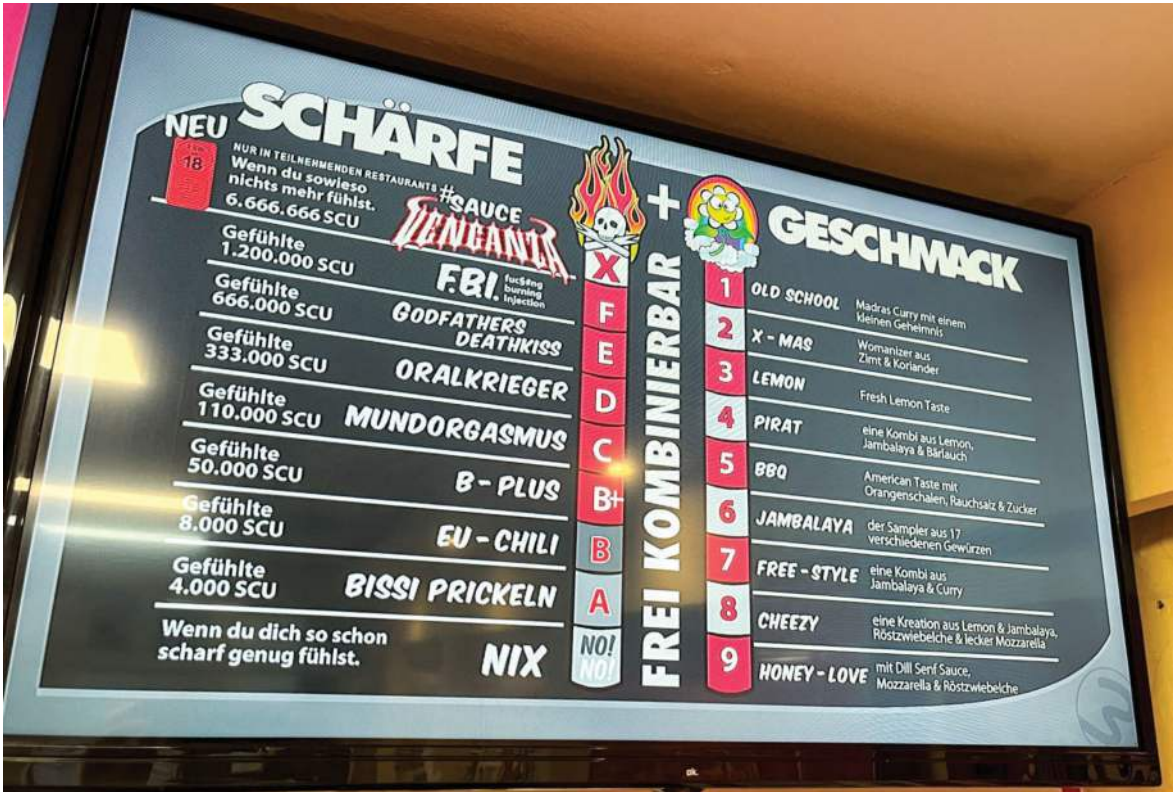 NEU SCHÄRFE
18
NUR IN TEILNEHMENDEN RESTAURANTS
Wenn du sowieso
nichts mehr fühlst.
6.666.666 SCU
#SAUCE
VENGANZA
X
Gefühlte
1.200.000 SCU
F.B.I. fuc$#ng
burning
Injection
F
Gefühlte
666.000 SCU
GODFATHERS
DEATHKISS
E
Gefühlte
333.000 SCU
ORALKRIEGER
D
Gefühlte
110.000 SCU
MUNDORGASMUS
C
Gefühlte
50.000 SCU
B - PLUS
B+
Gefühlte
8.000 SCU
EU - CHILI
B
Gefühlte
4.000 SCU
BISSI PRICKELN
A
Wenn du dich so schon
scharf genug fühlst.
NIX
NO!
NO!
+
FREI KOMBINIERBAR
GESCHMACK
1 OLD SCHOOL Madras Curry mit einem
kleinen Geheimnis
2 X - MAS Womanizer aus
Zimt & Koriander
3 LEMON Fresh Lemon Taste
4 PIRAT eine Kombi aus Lemon,
Jambalaya & Bärlauch
5 BBQ American Taste mit
Orangenschalen, Rauchsalz & Zucker
6 JAMBALAYA der Sampler aus 17
verschiedenen Gewürzen
7 FREE - STYLE eine Kombi aus
Jambalaya & Curry
8 CHEEZY eine Kreation aus Lemon & Jambalaya,
Röstzwiebelche & lecker Mozzarella
9 HONEY - LOVE mit Dill Senf Sauce,
Mozzarella & Röstzwiebelche
ok.